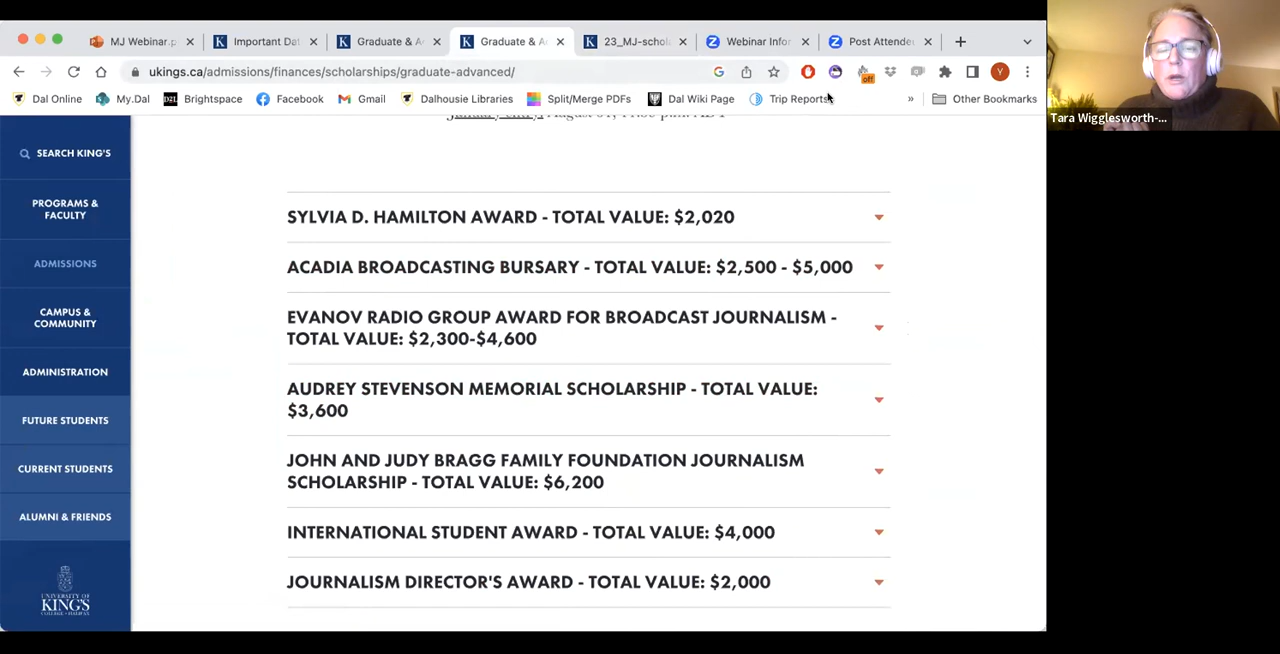 MJ Webinar.p
Important Dat
Graduate & A
Graduate & A
23_MJ-schol
Webinar Infor
Post Attende
ukings.ca/admissions/finances/scholarships/graduate-advanced/
off
Y
Dal Online
My.Dal
D2L
Brightspace
Facebook
Gmail
Dalhousie Libraries
Split/Merge PDFs
Dal Wiki Page
Trip Reports
»
Other Bookmarks
Tara Wigglesworth-...
SEARCH KING'S
PROGRAMS &
FACULTY
ADMISSIONS
CAMPUS &
COMMUNITY
ADMINISTRATION
FUTURE STUDENTS
CURRENT STUDENTS
ALUMNI & FRIENDS
UNIVERSITY OF
KING'S
SYLVIA D. HAMILTON AWARD - TOTAL VALUE: $2,020
ACADIA BROADCASTING BURSARY - TOTAL VALUE: $2,500 - $5,000
EVANOV RADIO GROUP AWARD FOR BROADCAST JOURNALISM -
TOTAL VALUE: $2,300-$4,600
AUDREY STEVENSON MEMORIAL SCHOLARSHIP - TOTAL VALUE:
$3,600
JOHN AND JUDY BRAGG FAMILY FOUNDATION JOURNALISM
SCHOLARSHIP - TOTAL VALUE: $6,200
INTERNATIONAL STUDENT AWARD - TOTAL VALUE: $4,000
JOURNALISM DIRECTOR'S AWARD - TOTAL VALUE: $2,000